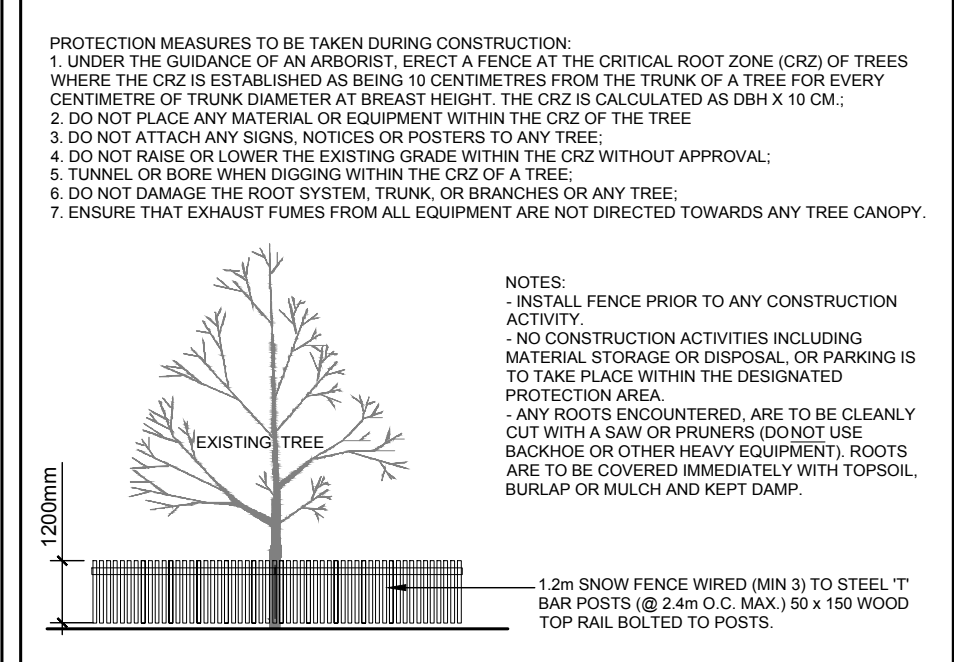 PROTECTION MEASURES TO BE TAKEN DURING CONSTRUCTION:
1. UNDER THE GUIDANCE OF AN ARBORIST, ERECT A FENCE AT THE CRITICAL ROOT ZONE (CRZ) OF TREES
WHERE THE CRZ IS ESTABLISHED AS BEING 10 CENTIMETRES FROM THE TRUNK OF A TREE FOR EVERY
CENTIMETRE OF TRUNK DIAMETER AT BREAST HEIGHT. THE CRZ IS CALCULATED AS DBH X 10 CM.;
2. DO NOT PLACE ANY MATERIAL OR EQUIPMENT WITHIN THE CRZ OF THE TREE
3. DO NOT ATTACH ANY SIGNS, NOTICES OR POSTERS TO ANY TREE;
4. DO NOT RAISE OR LOWER THE EXISTING GRADE WITHIN THE CRZ WITHOUT APPROVAL;
5. TUNNEL OR BORE WHEN DIGGING WITHIN THE CRZ OF A TREE;
6. DO NOT DAMAGE THE ROOT SYSTEM, TRUNK, OR BRANCHES OR ANY TREE;
7. ENSURE THAT EXHAUST FUMES FROM ALL EQUIPMENT ARE NOT DIRECTED TOWARDS ANY TREE CANOPY.
NOTES:
- INSTALL FENCE PRIOR TO ANY CONSTRUCTION
ACTIVITY.
- NO CONSTRUCTION ACTIVITIES INCLUDING
MATERIAL STORAGE OR DISPOSAL, OR PARKING IS
TO TAKE PLACE WITHIN THE DESIGNATED
PROTECTION AREA.
- ANY ROOTS ENCOUNTERED, ARE TO BE CLEANLY
CUT WITH A SAW OR PRUNERS (DO NOT USE
BACKHOE OR OTHER HEAVY EQUIPMENT). ROOTS
ARE TO BE COVERED IMMEDIATELY WITH TOPSOIL,
BURLAP OR MULCH AND KEPT DAMP.
EXISTING TREE
1200mm
1.2m SNOW FENCE WIRED (MIN 3) TO STEEL 'T'
BAR POSTS (@ 2.4m O.C. MAX.) 50 x 150 WOOD
TOP RAIL BOLTED TO POSTS.